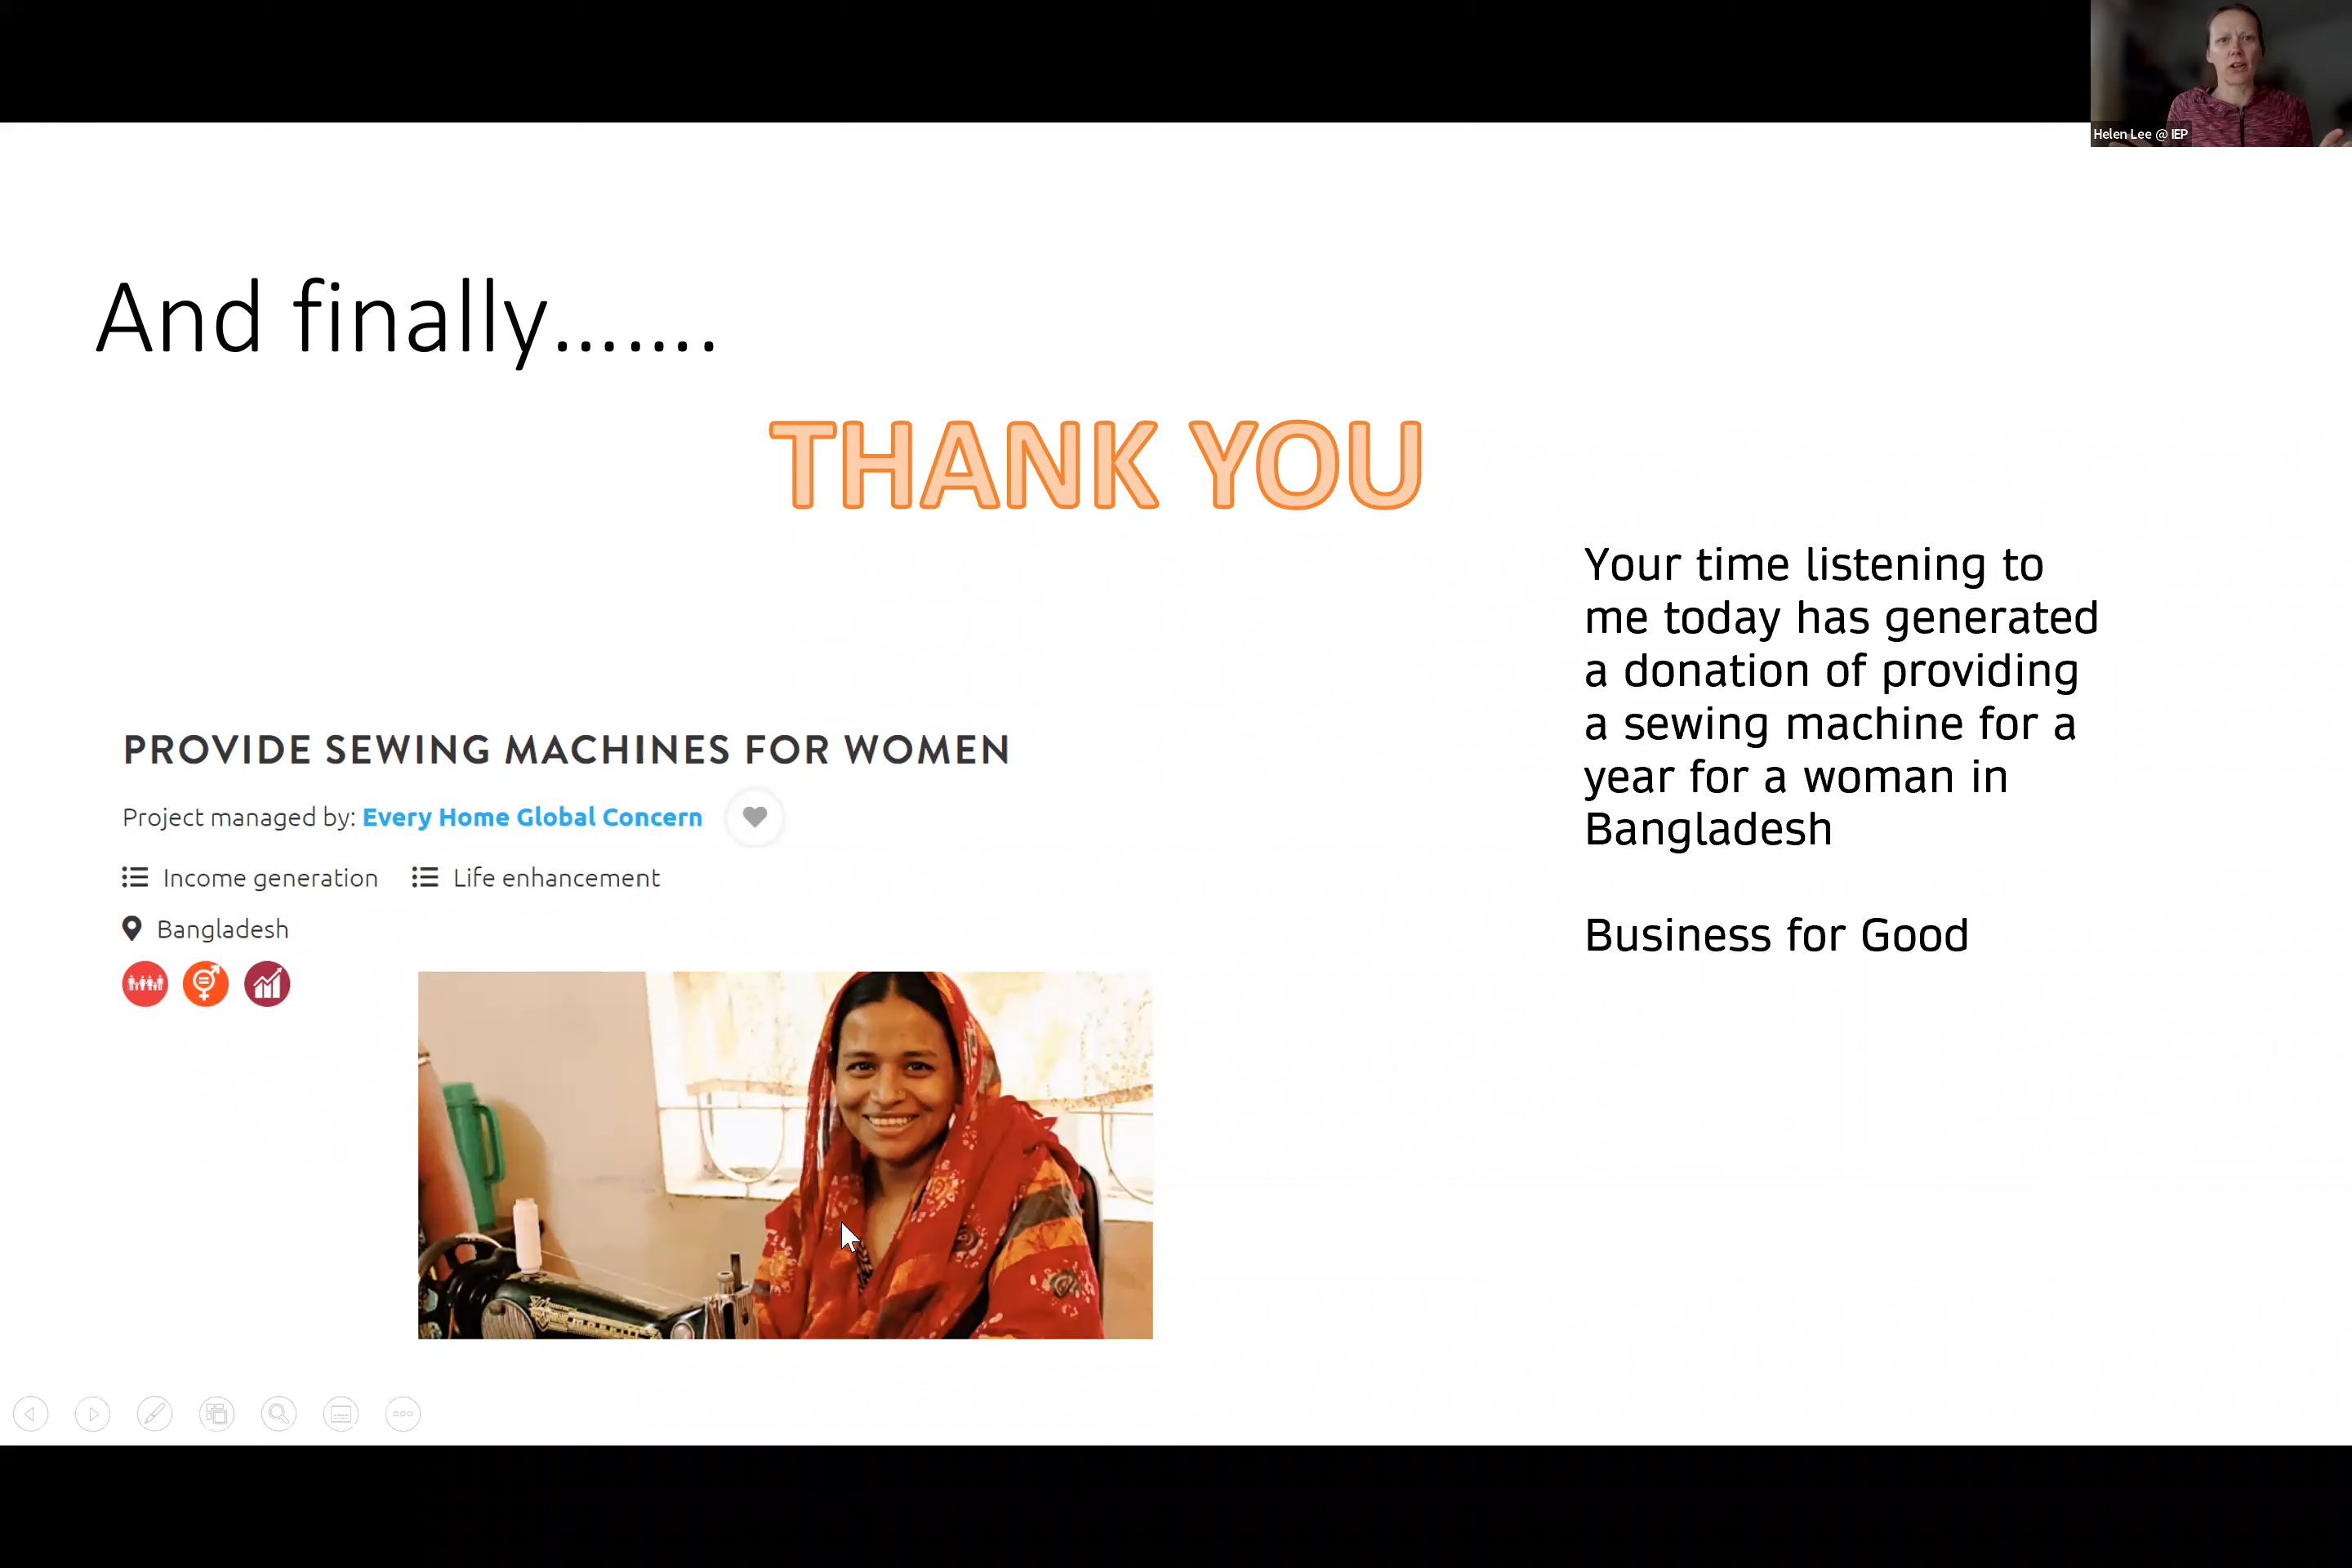 Helen Lee @ IEP
And finally.......
THANK YOU
Your time listening to
me today has generated
a donation of providing
a sewing machine for a
year for a woman in
Bangladesh
Business for Good
PROVIDE SEWING MACHINES FOR WOMEN
Project managed by: Every Home Global Concern
Income generation Life enhancement
Bangladesh